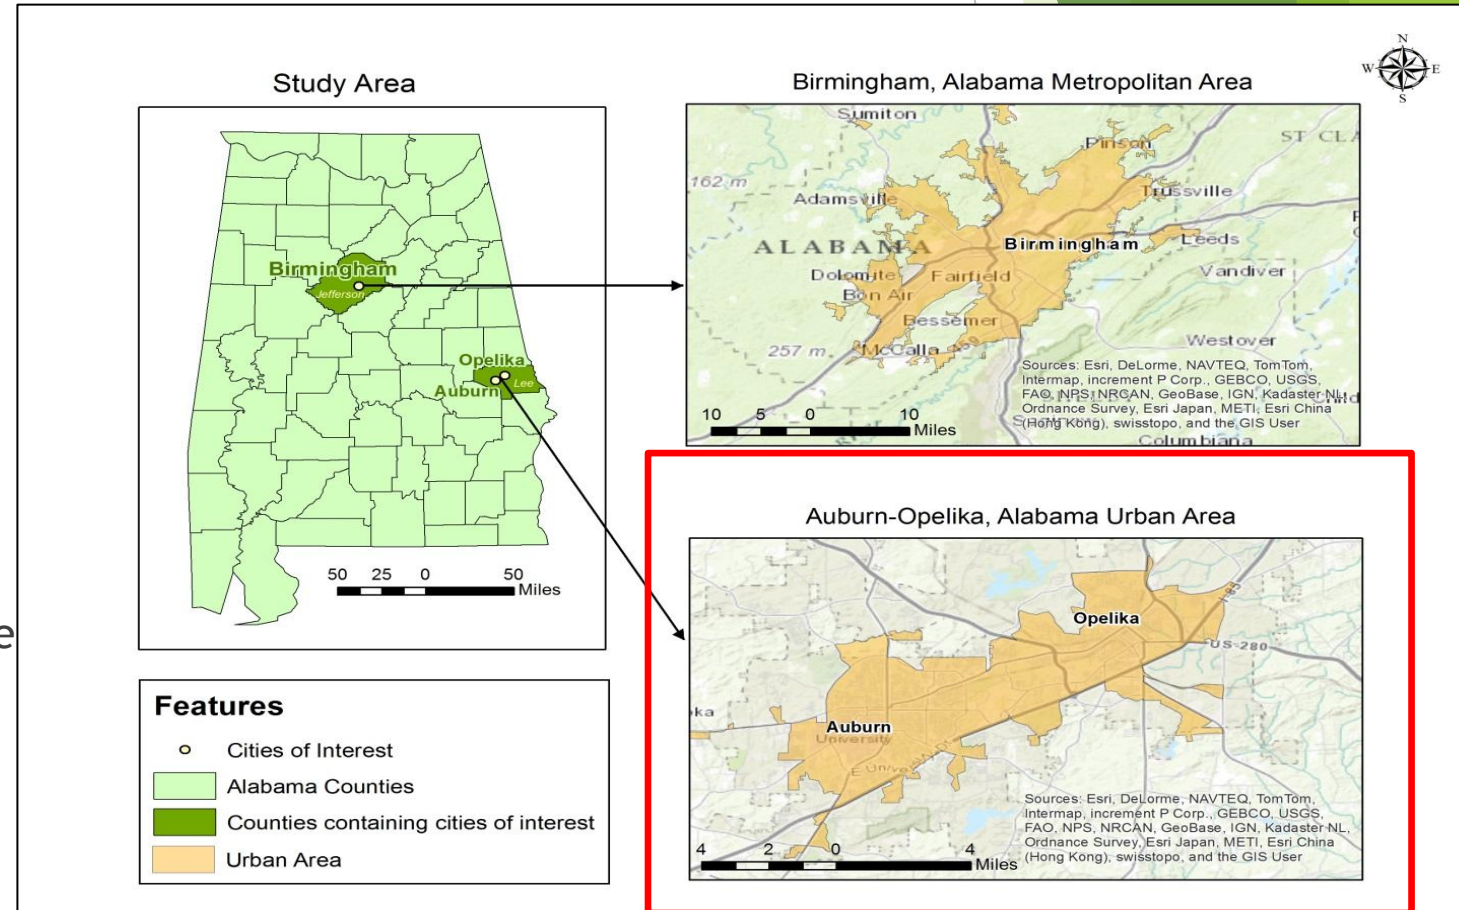 Study Area
Birmingham
Jefferson
Opelika
Lee
Auburn
50 25 0 50
Miles
Features
Cities of Interest
Alabama Counties
Counties containing cities of interest
Urban Area
e
Birmingham, Alabama Metropolitan Area
N
W E
S
Sumiton
Pinson
ST CLA
162 m
Adamsville
Trussville
ALABAMA
Birmingham
Leeds
Dolomite
Fairfield
Vandiver
Bon Air
Bessemer
Westover
257 m
McCalla
Sources: Esri, DeLorme, NAVTEQ, TomTom,
Intermap, increment P Corp., GEBCO, USGS,
FAO, NPS, NRCAN, GeoBase, IGN, Kadaster NL,
Ordnance Survey, Esri Japan, METI, Esri China
(Hong Kong), swisstopo, and the GIS User
10 5 0 10
Miles
Columbiana
Auburn-Opelika, Alabama Urban Area
Opelika
I-85
US-280
ka
Auburn
University
Sources: Esri, DeLorme, NAVTEQ, TomTom,
Intermap, increment P Corp., GEBCO, USGS,
FAO, NPS, NRCAN, GeoBase, IGN, Kadaster NL,
Ordnance Survey, Esri Japan, METI, Esri China
(Hong Kong), swisstopo, and the GIS User
4 2 0 4
Miles